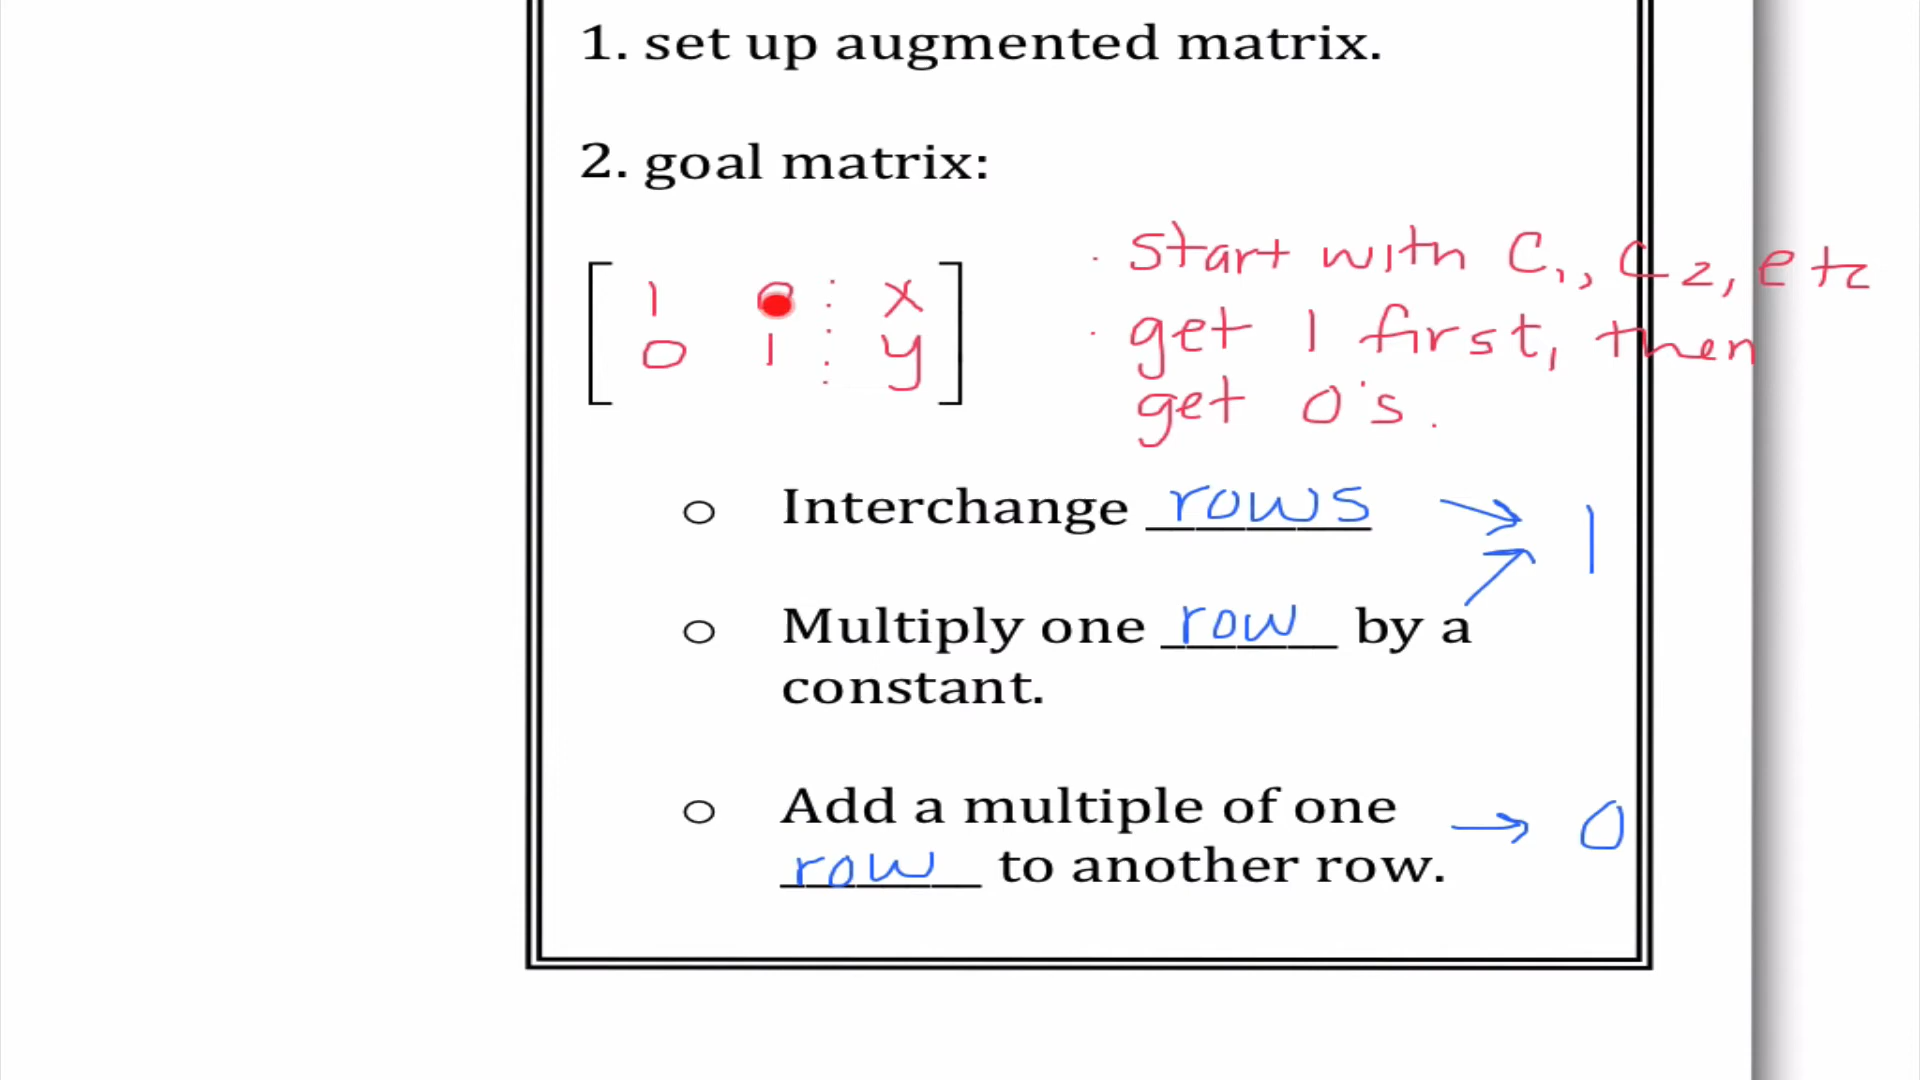 1. set up augmented matrix.
2. goal matrix:
· Start with C₁, C₂, etc
1 0 ⋮ x
· get 1 first, then
0 1 ⋮ y
get 0's.
○ Interchange rows → 1
○ Multiply one row by a
constant.
○ Add a multiple of one → 0
row to another row.